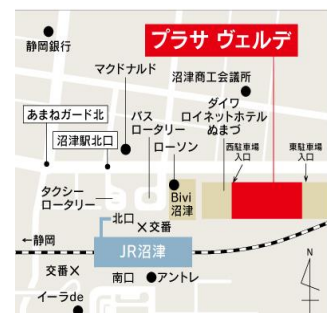 静岡銀行
プラサ ヴェルデ
マクドナルド
沼津商工会議所
あまねガード北
沼津駅北口
バス
ロータリー
ローソン
ダイワ
ロイネットホテル
ぬまづ
西駐車場
入口
東駐車場
入口
タクシー
ロータリー
Bivi
沼津
北口
交番
←静岡
JR沼津
交番
南口
アントレ
イーラde
N